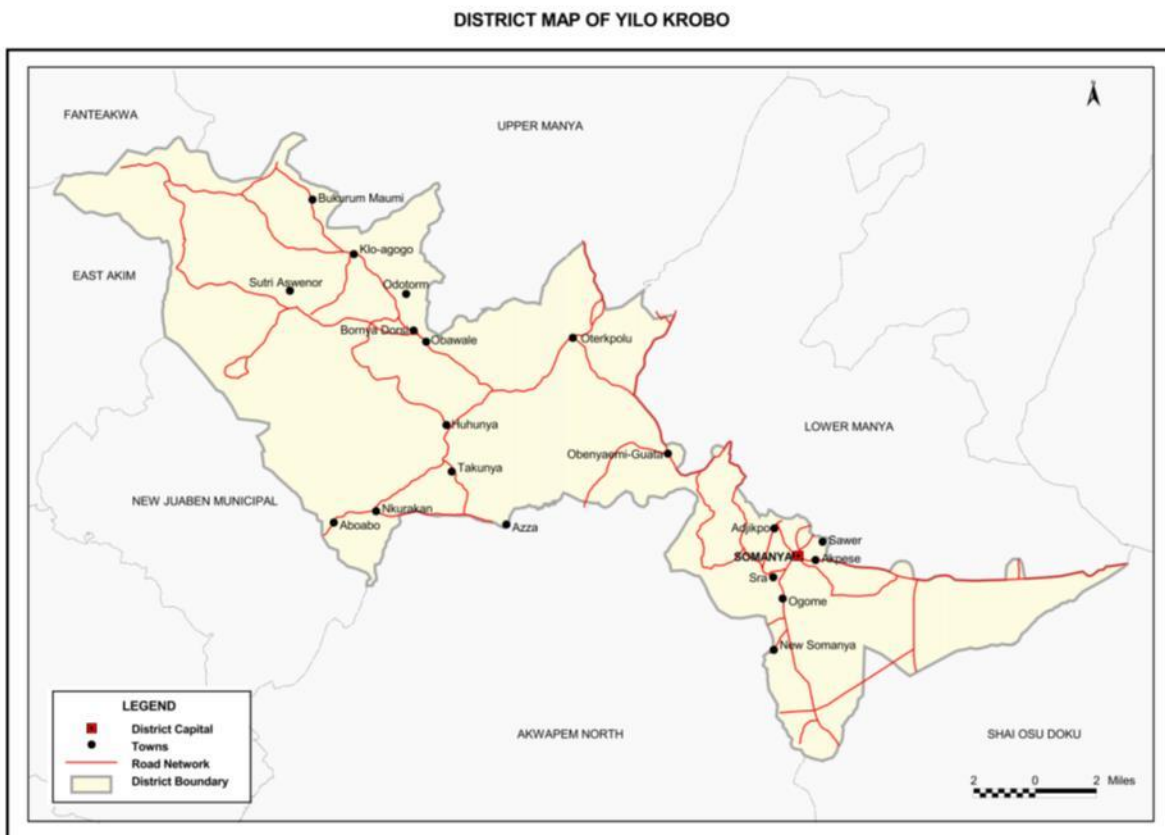 DISTRICT MAP OF YILO KROBO
FANTEAKWA
UPPER MANYA
Bukurum Maumi
Klo-agogo
EAST AKIM
Sutri Aswenor
Odotorm
Bornya Dorsi
Obawale
Oterkpolu
Huhunya
LOWER MANYA
Obenyaemi-Guata
Takunya
NEW JUABEN MUNICIPAL
Nkurakan
Aboabo
Azza
Adjikpo
Sawer
SOMANYA
Akpese
Sra
Ogome
New Somanya
LEGEND
District Capital
Towns
Road Network
District Boundary
AKWAPEM NORTH
SHAI OSU DOKU
2 0 2 Miles